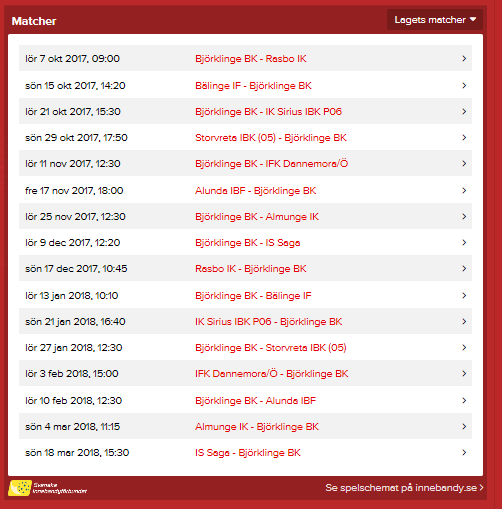 Matcher
Lagets matcher
lör 7 okt 2017, 09:00 Björklinge BK - Rasbo IK
sön 15 okt 2017, 14:20 Bälinge IF - Björklinge BK
lör 21 okt 2017, 15:30 Björklinge BK - IK Sirius IBK P06
sön 29 okt 2017, 17:50 Storvreta IBK (05) - Björklinge BK
lör 11 nov 2017, 12:30 Björklinge BK - IFK Dannemora/Ö
fre 17 nov 2017, 18:00 Alunda IBF - Björklinge BK
lör 25 nov 2017, 12:30 Björklinge BK - Almunge IK
lör 9 dec 2017, 12:20 Björklinge BK - IS Saga
sön 17 dec 2017, 10:45 Rasbo IK - Björklinge BK
lör 13 jan 2018, 10:10 Björklinge BK - Bälinge IF
sön 21 jan 2018, 16:40 IK Sirius IBK P06 - Björklinge BK
lör 27 jan 2018, 12:30 Björklinge BK - Storvreta IBK (05)
lör 3 feb 2018, 15:00 IFK Dannemora/Ö - Björklinge BK
lör 10 feb 2018, 12:30 Björklinge BK - Alunda IBF
sön 4 mar 2018, 11:15 Almunge IK - Björklinge BK
sön 18 mar 2018, 15:30 IS Saga - Björklinge BK
Svenska
Innebandyförbundet
Se spelschemat på innebandy.se